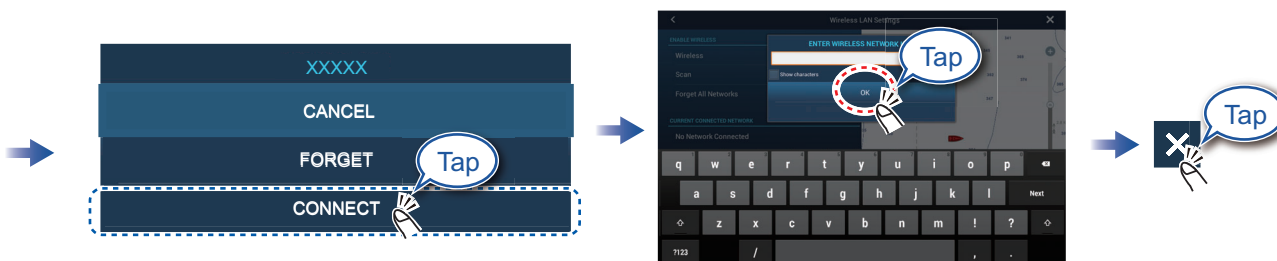 XXXXX
CANCEL
FORGET
CONNECT
Tap
Wireless LAN Settings
ENABLE WIRELESS
Wireless
Scan
Forget All Networks
CURRENT CONNECTED NETWORK
No Network Connected
ENTER WIRELESS NETWORK
Show characters
OK
Tap
q w e r t y u i o p
a s d f g h j k l Next
z x c v b n m ! ?
?123 / , .
Tap